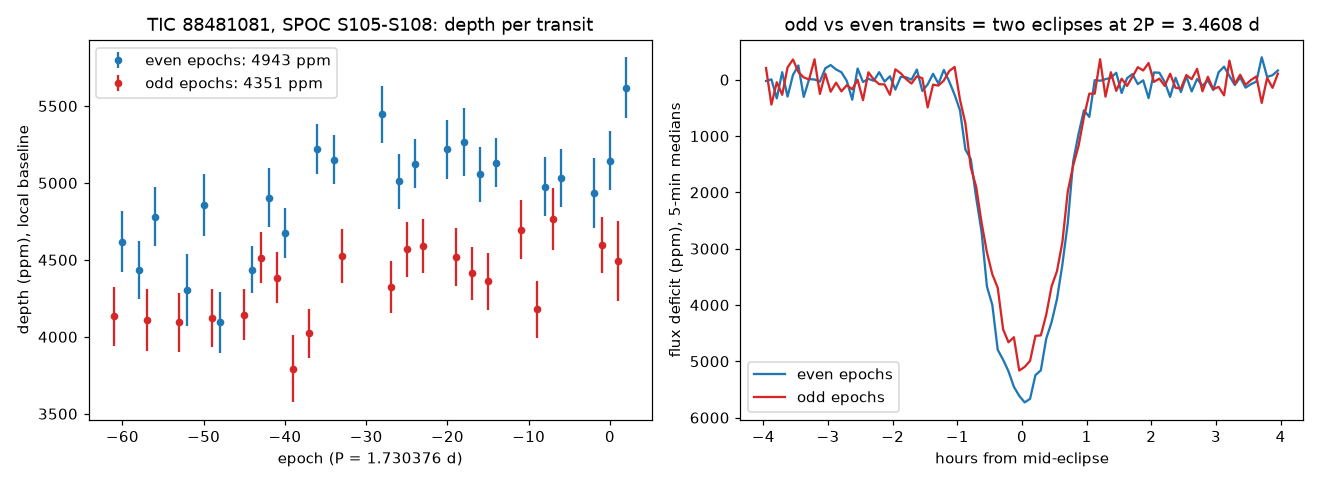 TIC 88481081, SPOC S105-S108: depth per transit
even epochs: 4943 ppm
odd epochs: 4351 ppm
depth (ppm), local baseline
5500
5000
4500
4000
3500
−60
−50
−40
−30
−20
−10
0
epoch (P = 1.730376 d)
odd vs even transits = two eclipses at 2P = 3.4608 d
flux deficit (ppm), 5-min medians
0
1000
2000
3000
4000
5000
6000
even epochs
odd epochs
−4
−3
−2
−1
0
1
2
3
4
hours from mid-eclipse